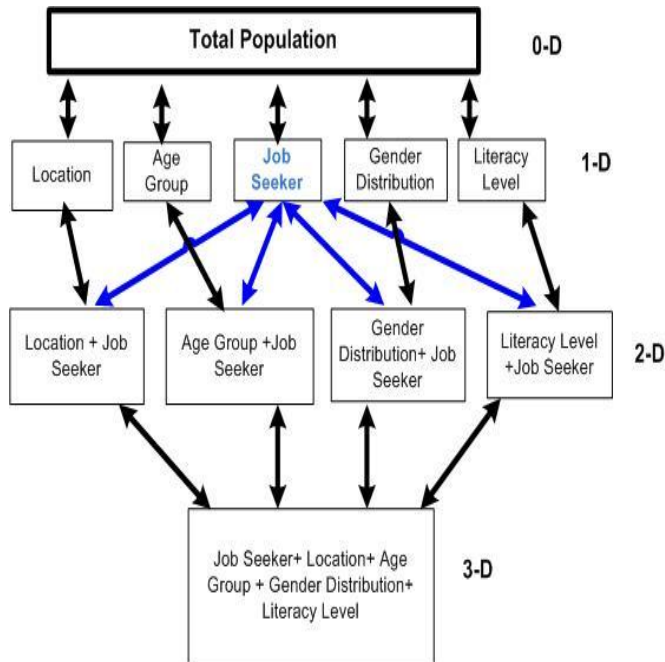 Total Population
0-D
Location
Age
Group
Job
Seeker
Gender
Distribution
Literacy
Level
1-D
Location + Job
Seeker
Age Group +Job
Seeker
Gender
Distribution+ Job
Seeker
Literacy Level
+Job Seeker
2-D
Job Seeker+ Location+ Age
Group + Gender Distribution+
Literacy Level
3-D